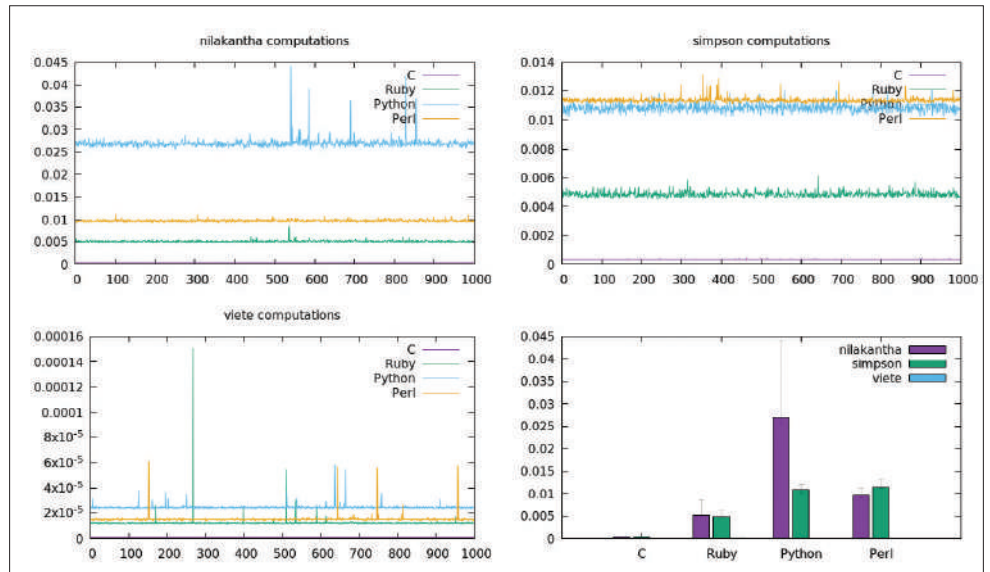 nilakantha computations
0.045
0.04
0.035
0.03
0.025
0.02
0.015
0.01
0.005
0
C
Ruby
Python
Perl
0 100 200 300 400 500 600 700 800 900 1000
simpson computations
0.014
0.012
0.01
0.008
0.006
0.004
0.002
0
C
Ruby
Python
Perl
0 100 200 300 400 500 600 700 800 900 1000
viete computations
0.00016
0.00014
0.00012
0.0001
8x10-5
6x10-5
4x10-5
2x10-5
0
C
Ruby
Python
Perl
0 100 200 300 400 500 600 700 800 900 1000
0.045
0.04
0.035
0.03
0.025
0.02
0.015
0.01
0.005
0
nilakantha
simpson
viete
C Ruby Python Perl